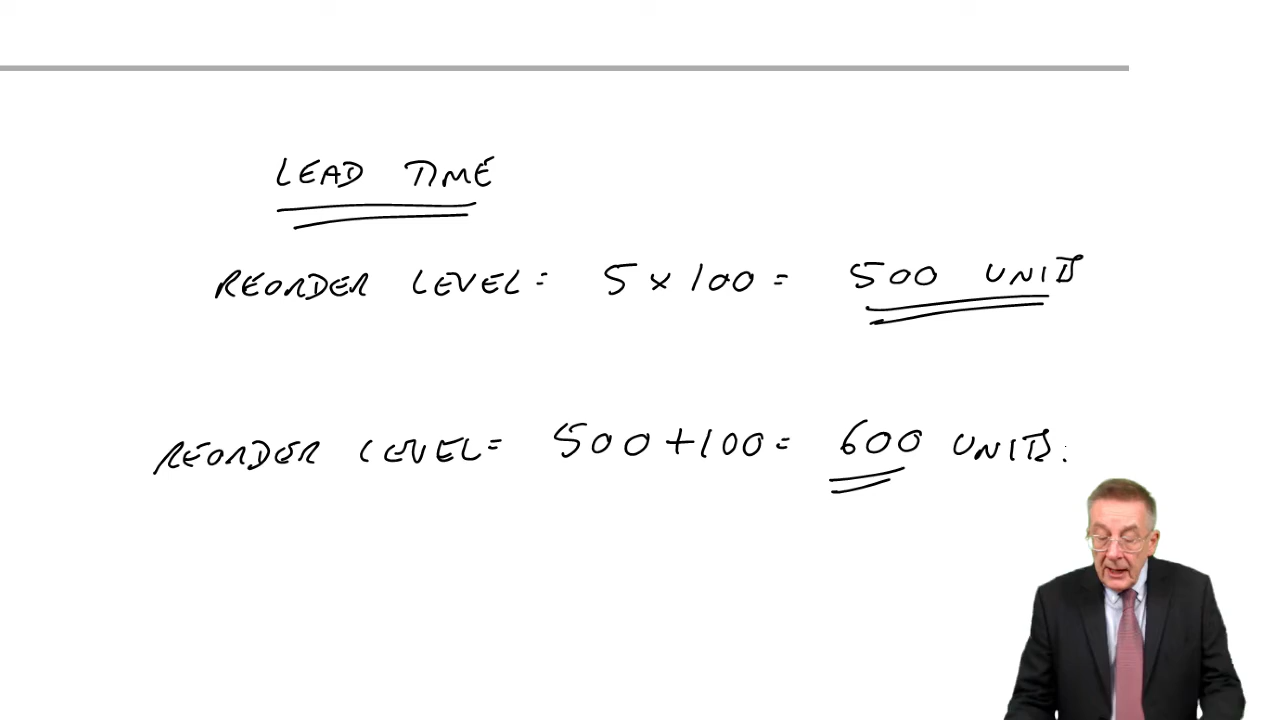 LEAD TIME
REORDER LEVEL = 5 × 100 = 500 UNITS
REORDER LEVEL = 500 + 100 = 600 UNITS.